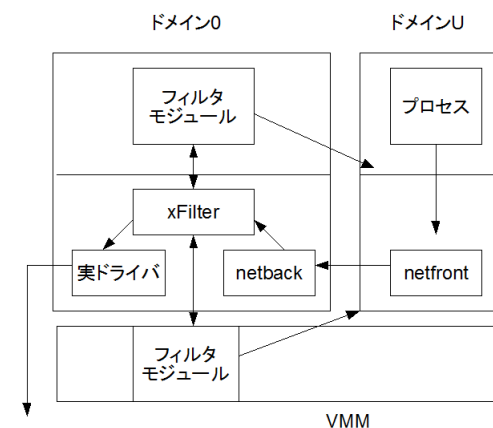 ドメイン0
ドメインU
フィルタ
モジュール
プロセス
xFilter
実ドライバ
netback
netfront
フィルタ
モジュール
VMM